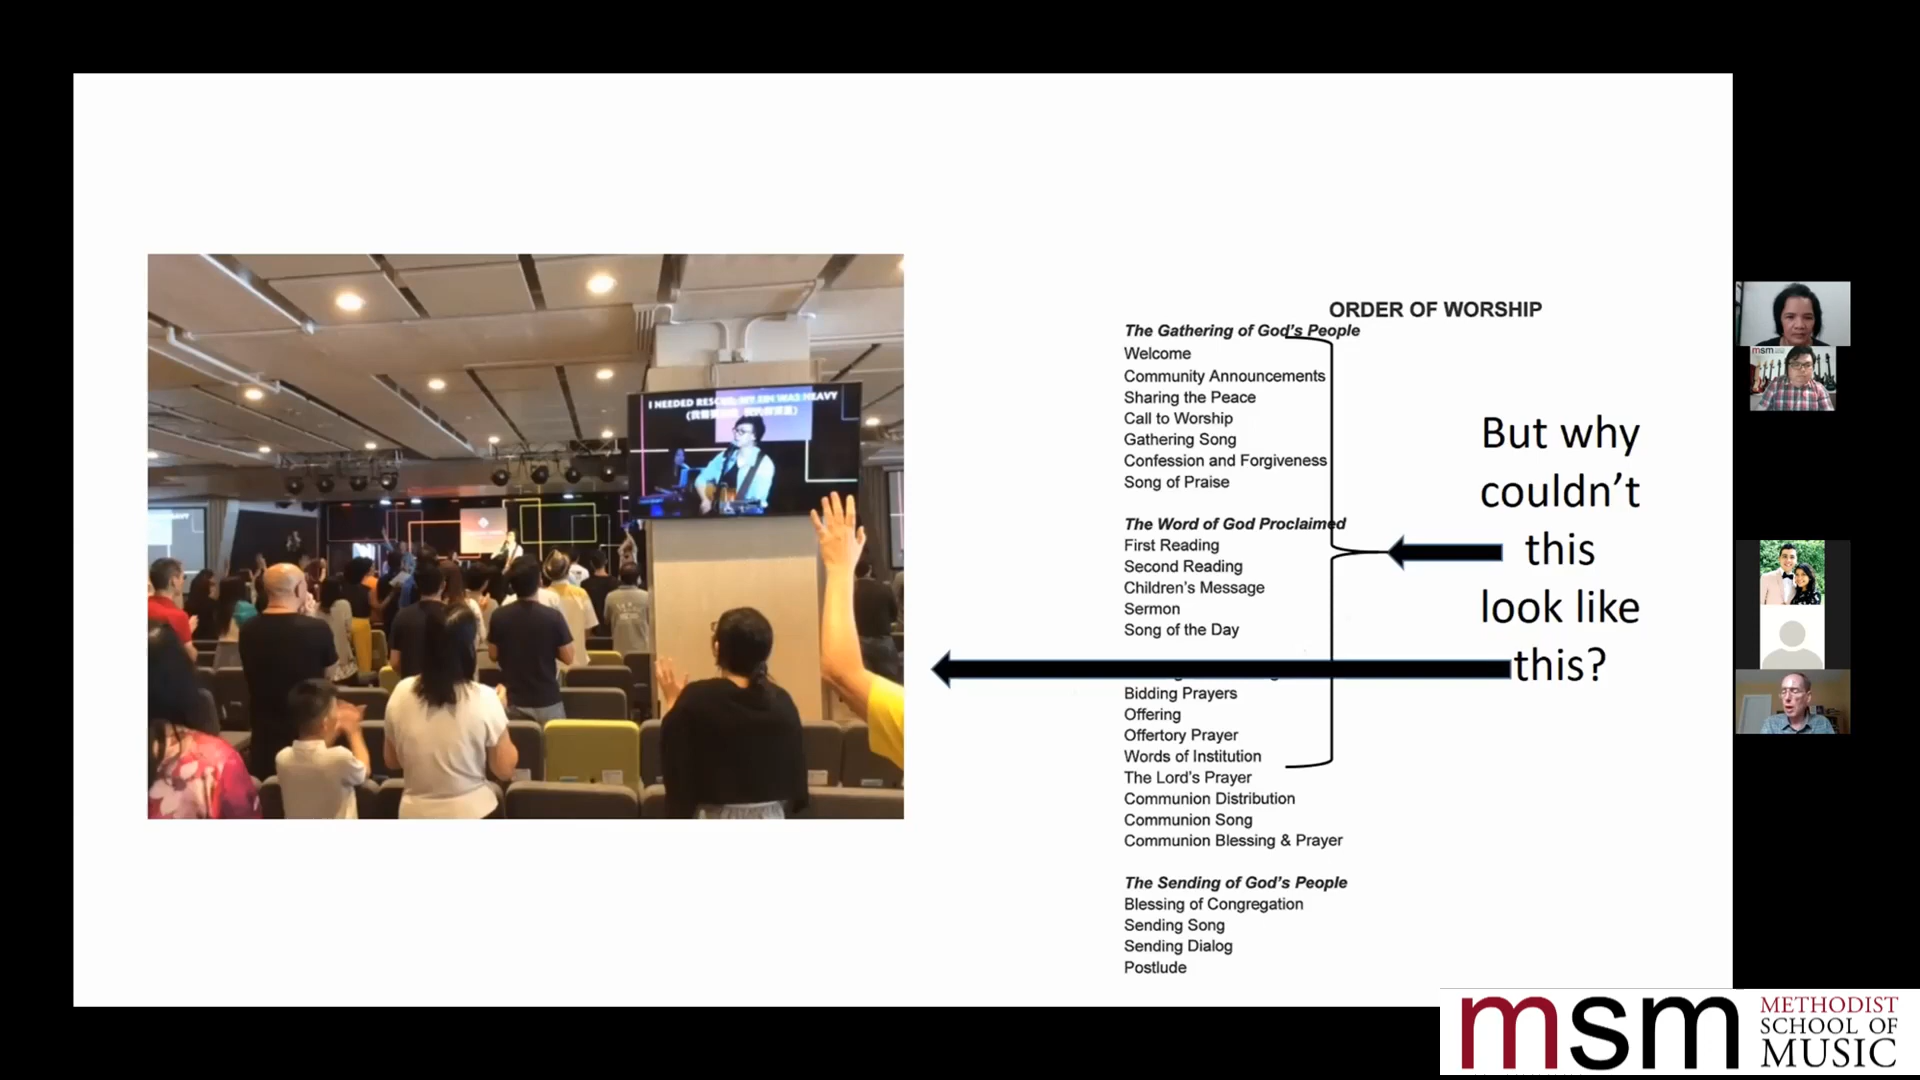 I NEEDED RESCUE, MY SIN WAS HEAVY
ORDER OF WORSHIP
The Gathering of God's People
Welcome
Community Announcements
Sharing the Peace
Call to Worship
Gathering Song
Confession and Forgiveness
Song of Praise
The Word of God Proclaimed
First Reading
Second Reading
Children's Message
Sermon
Song of the Day
Bidding Prayers
Offering
Offertory Prayer
Words of Institution
The Lord's Prayer
Communion Distribution
Communion Song
Communion Blessing & Prayer
The Sending of God's People
Blessing of Congregation
Sending Song
Sending Dialog
Postlude
But why
couldn't
this
look like
this?
msm
msm
METHODIST
SCHOOL OF
MUSIC